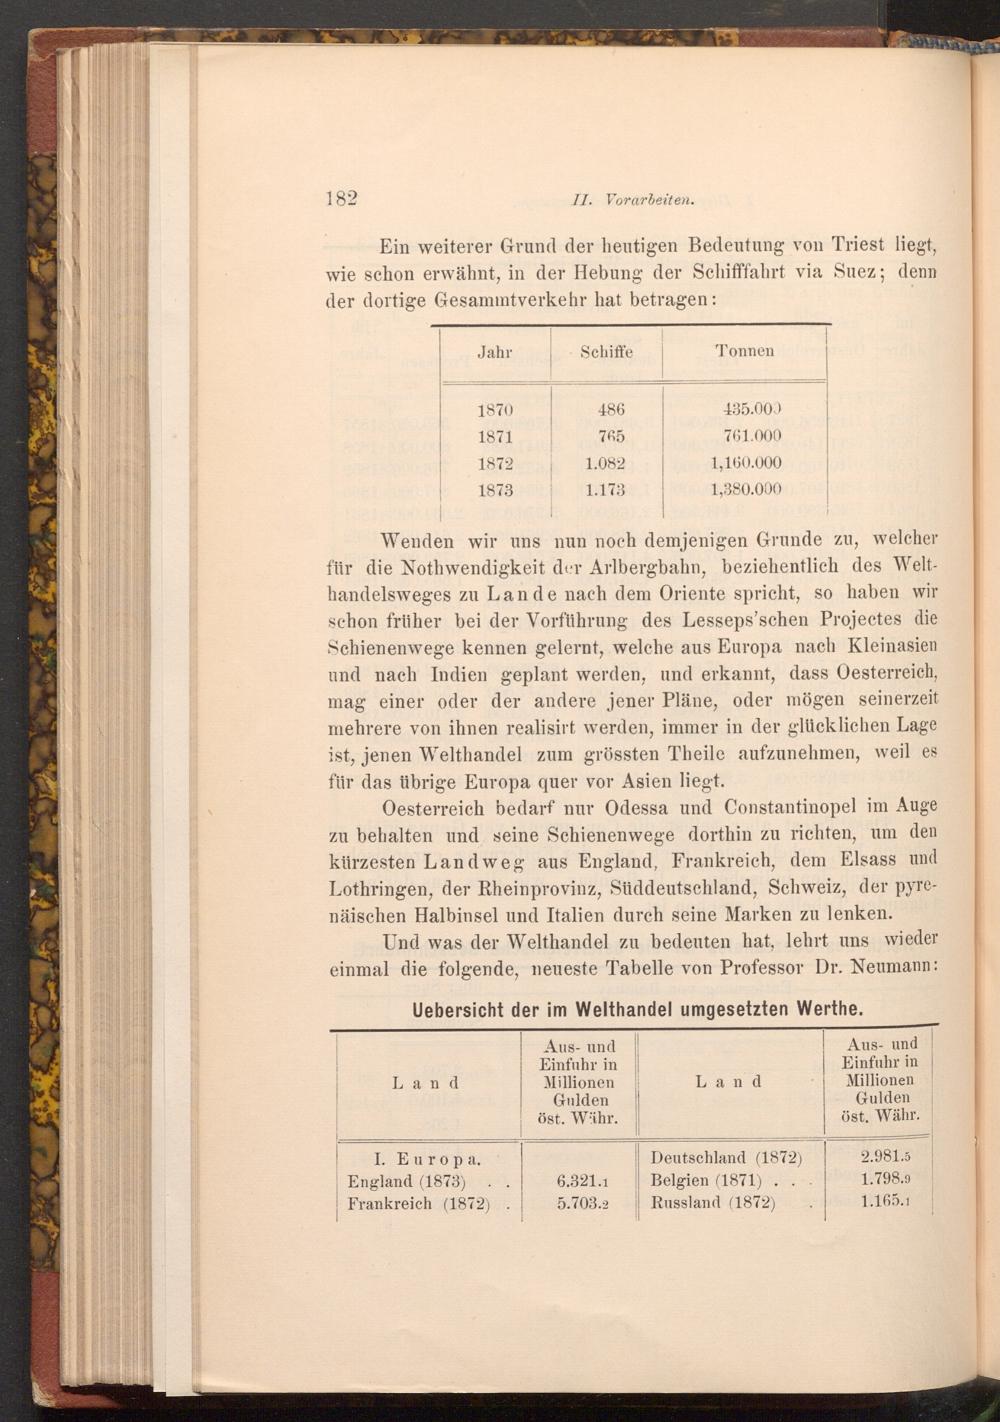 182 II. Vorarbeiten.
Ein weiterer Grund der heutigen Bedeutung von Triest liegt,
wie schon erwähnt, in der Hebung der Schifffahrt via Suez; denn
der dortige Gesammtverkehr hat betragen:
Jahr Schiffe Tonnen
1870 486 435.000
1871 765 761.000
1872 1.082 1,160.000
1873 1.173 1,380.000
Wenden wir uns nun noch demjenigen Grunde zu, welcher
für die Nothwendigkeit der Arlbergbahn, beziehentlich des Welt-
handelsweges zu Lande nach dem Oriente spricht, so haben wir
schon früher bei der Vorführung des Lesseps'schen Projectes die
Schienenwege kennen gelernt, welche aus Europa nach Kleinasien
und nach Indien geplant werden, und erkannt, dass Oesterreich,
mag einer oder der andere jener Pläne, oder mögen seinerzeit
mehrere von ihnen realisirt werden, immer in der glücklichen Lage
ist, jenen Welthandel zum grössten Theile aufzunehmen, weil es
für das übrige Europa quer vor Asien liegt.
Oesterreich bedarf nur Odessa und Constantinopel im Auge
zu behalten und seine Schienenwege dorthin zu richten, um den
kürzesten Landweg aus England, Frankreich, dem Elsass und
Lothringen, der Rheinprovinz, Süddeutschland, Schweiz, der pyre-
näischen Halbinsel und Italien durch seine Marken zu lenken.
Und was der Welthandel zu bedeuten hat, lehrt uns wieder
einmal die folgende, neueste Tabelle von Professor Dr. Neumann:
Uebersicht der im Welthandel umgesetzten Werthe.
Land
Aus- und
Einfuhr in
Millionen
Gulden
öst. Währ.
Land
Aus- und
Einfuhr in
Millionen
Gulden
öst. Währ.
I. Europa.
England (1873) . . 6.321.1
Frankreich (1872) . 5.703.2
Deutschland (1872) 2.981.5
Belgien (1871) . . . 1.798.9
Russland (1872) . 1.165.1